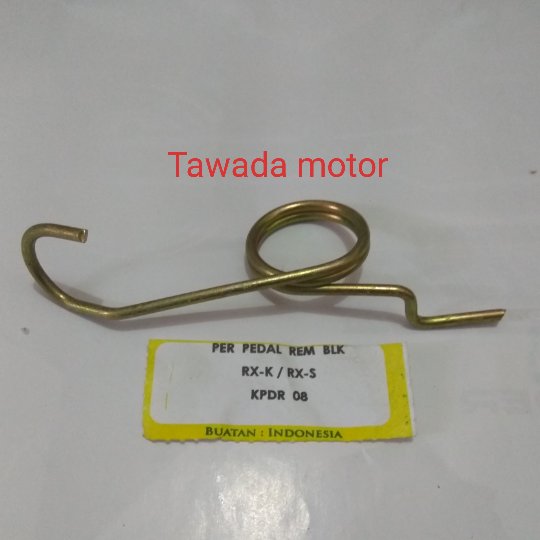 Tawada motor
PER PEDAL REM BLK
RX-K / RX-S
KPDR 08
BUATAN : INDONESIA